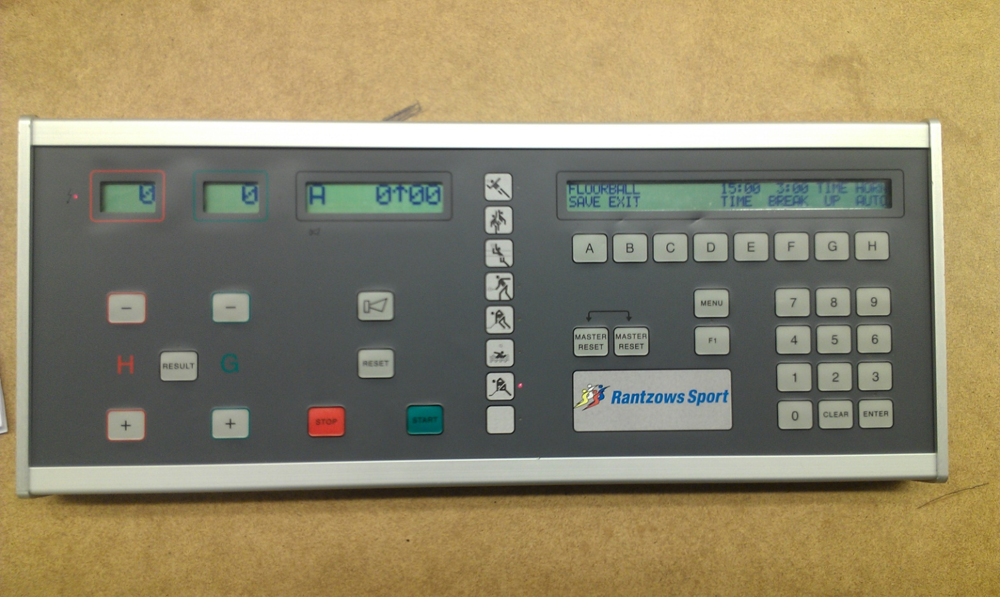 0
0
A 0↑00
FLOORBALL 15:00 3:00 TIME HORN
SAVE EXIT TIME BREAK UP AUTO
A B C D E F G H
−
−
MENU
7 8 9
MASTER RESET
MASTER RESET
F1
4 5 6
H
RESULT
G
RESET
1 2 3
Rantzows Sport
+
+
STOP
START
0
CLEAR
ENTER